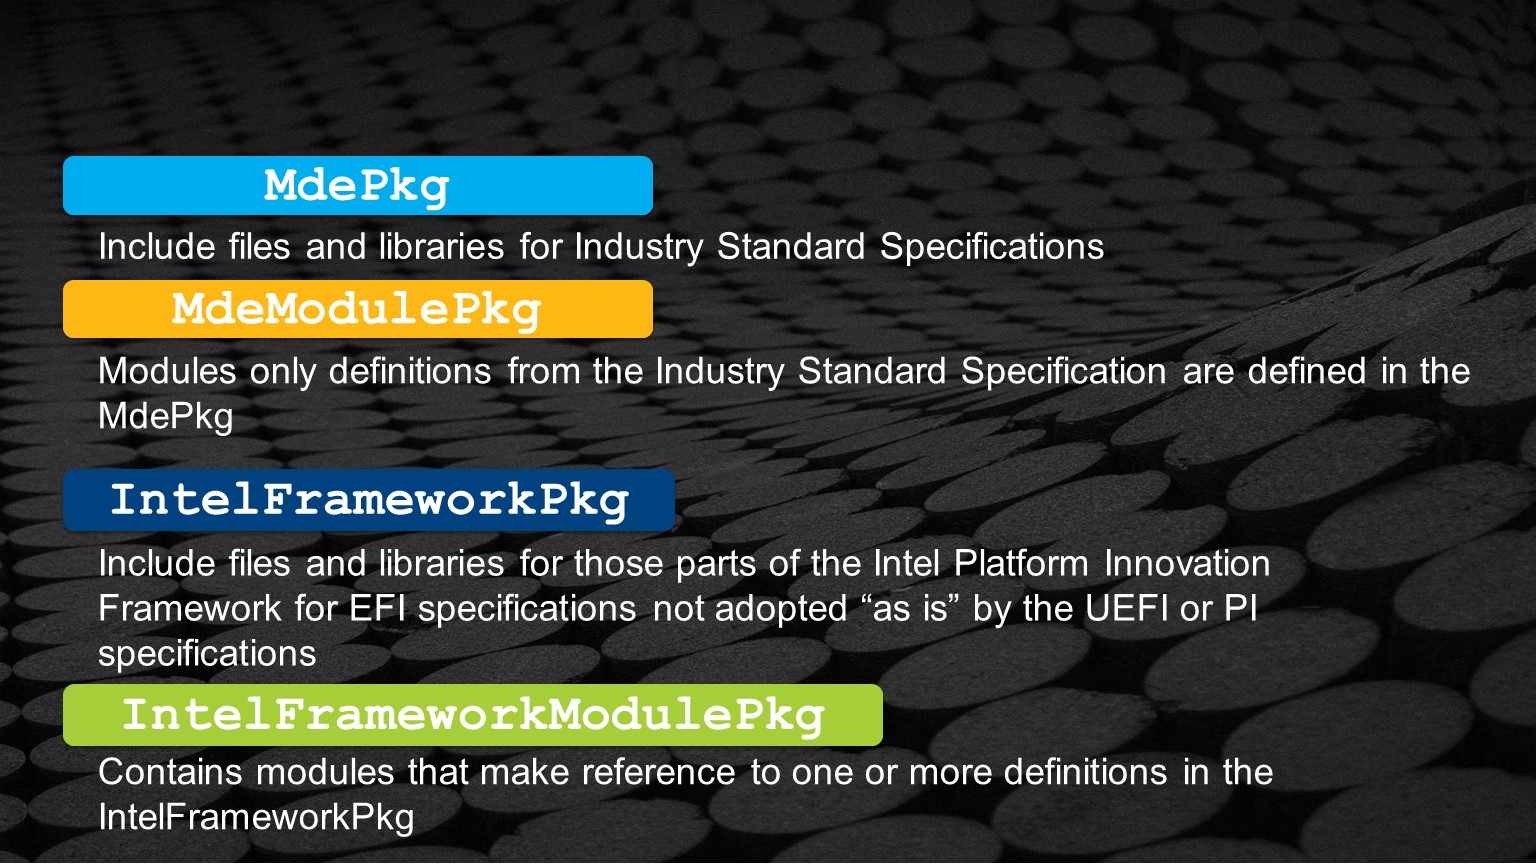 MdePkg
Include files and libraries for Industry Standard Specifications
MdeModulePkg
Modules only definitions from the Industry Standard Specification are defined in the
MdePkg
IntelFrameworkPkg
Include files and libraries for those parts of the Intel Platform Innovation
Framework for EFI specifications not adopted “as is” by the UEFI or PI
specifications
IntelFrameworkModulePkg
Contains modules that make reference to one or more definitions in the
IntelFrameworkPkg